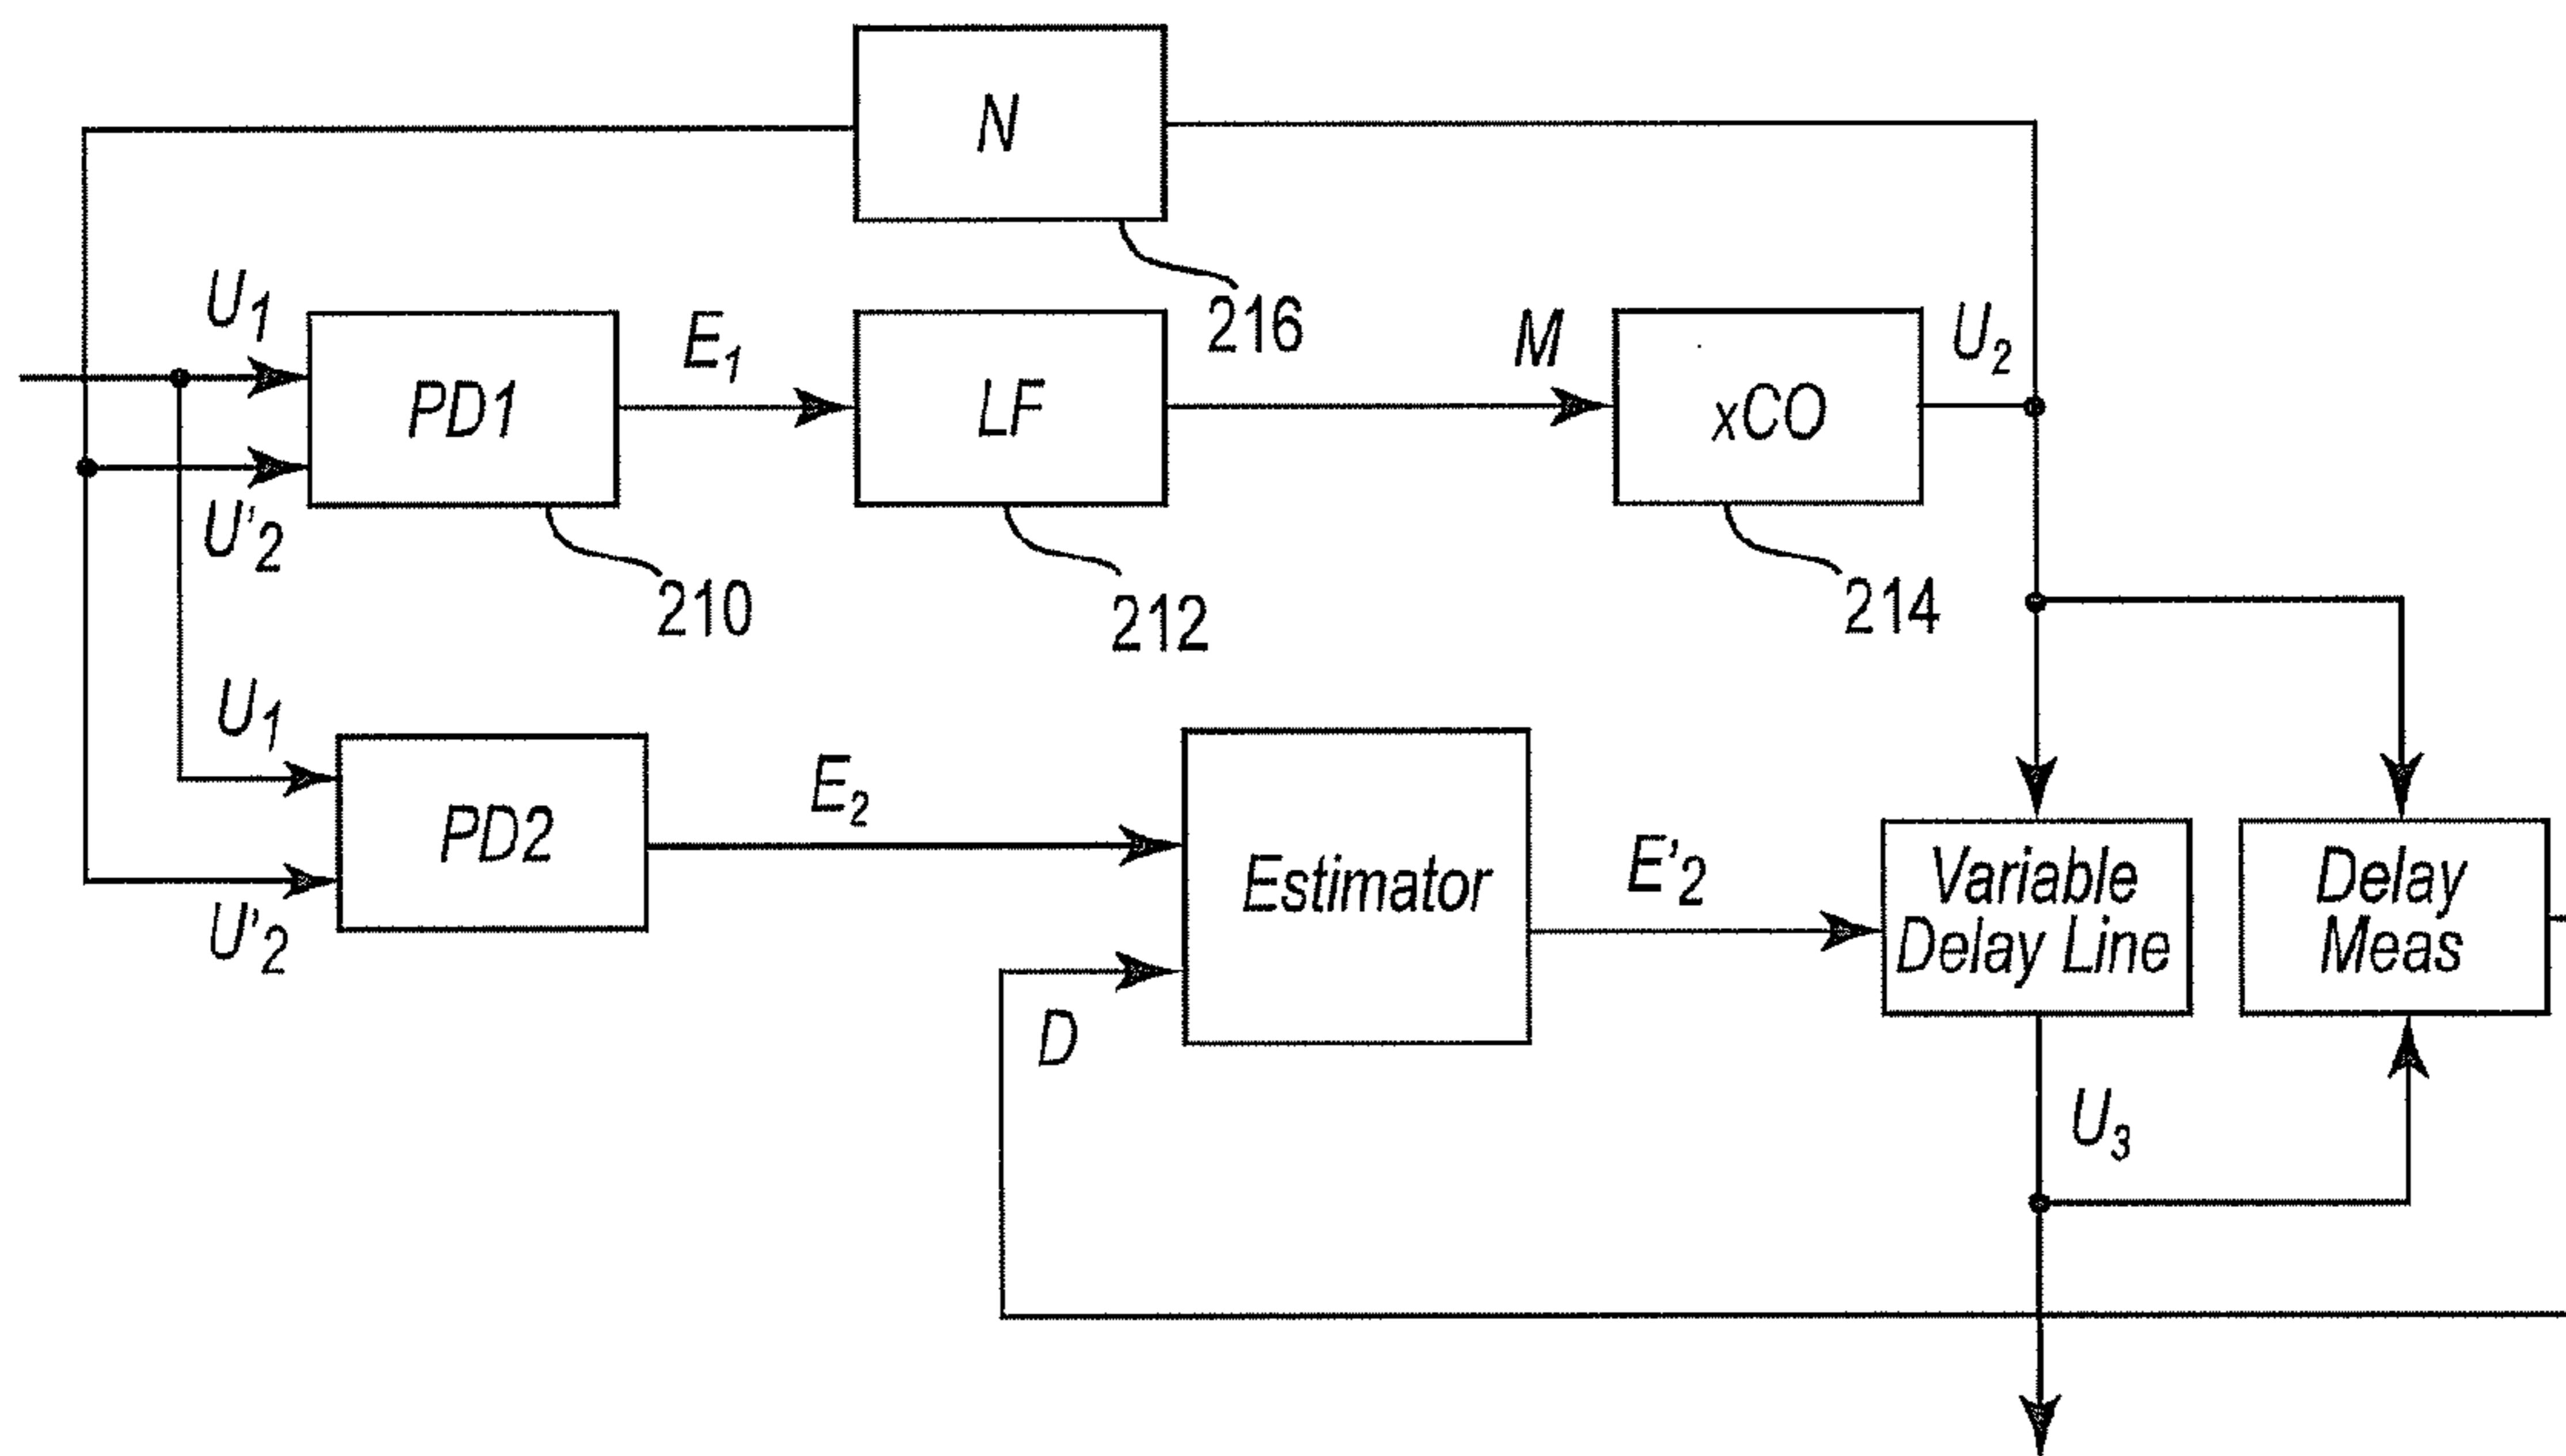 N
216
U1
PD1
E1
LF
M
xCO
U2
U'2
210
212
214
U1
PD2
E2
Estimator
E'2
Variable
Delay Line
Delay
Meas
U'2
D
U3